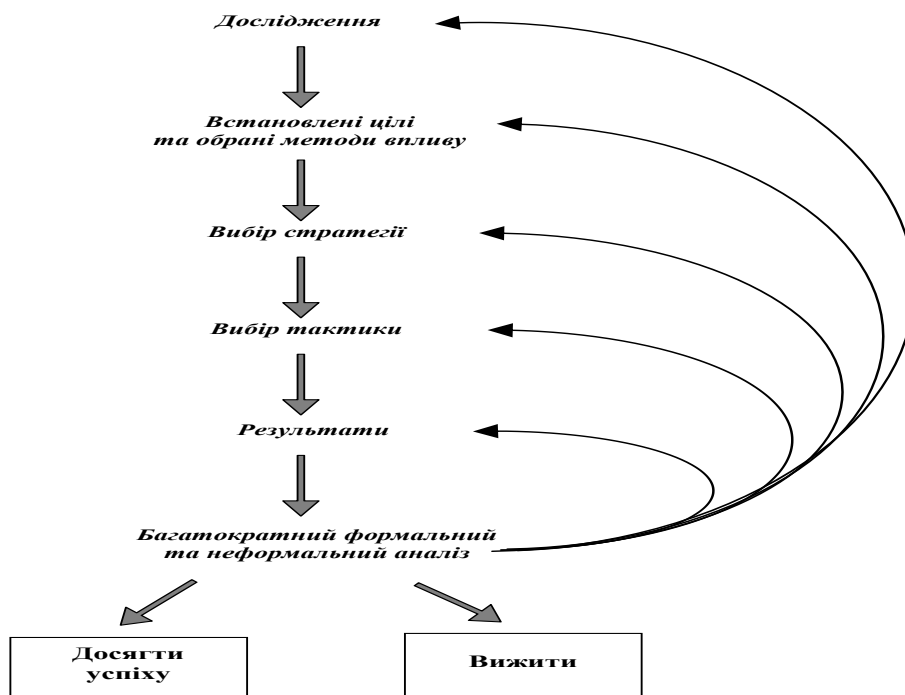 Дослідження
Встановлені цілі
та обрані методи впливу
Вибір стратегії
Вибір тактики
Результати
Багатократний формальний
та неформальний аналіз
Досягти
успіху
Вижити